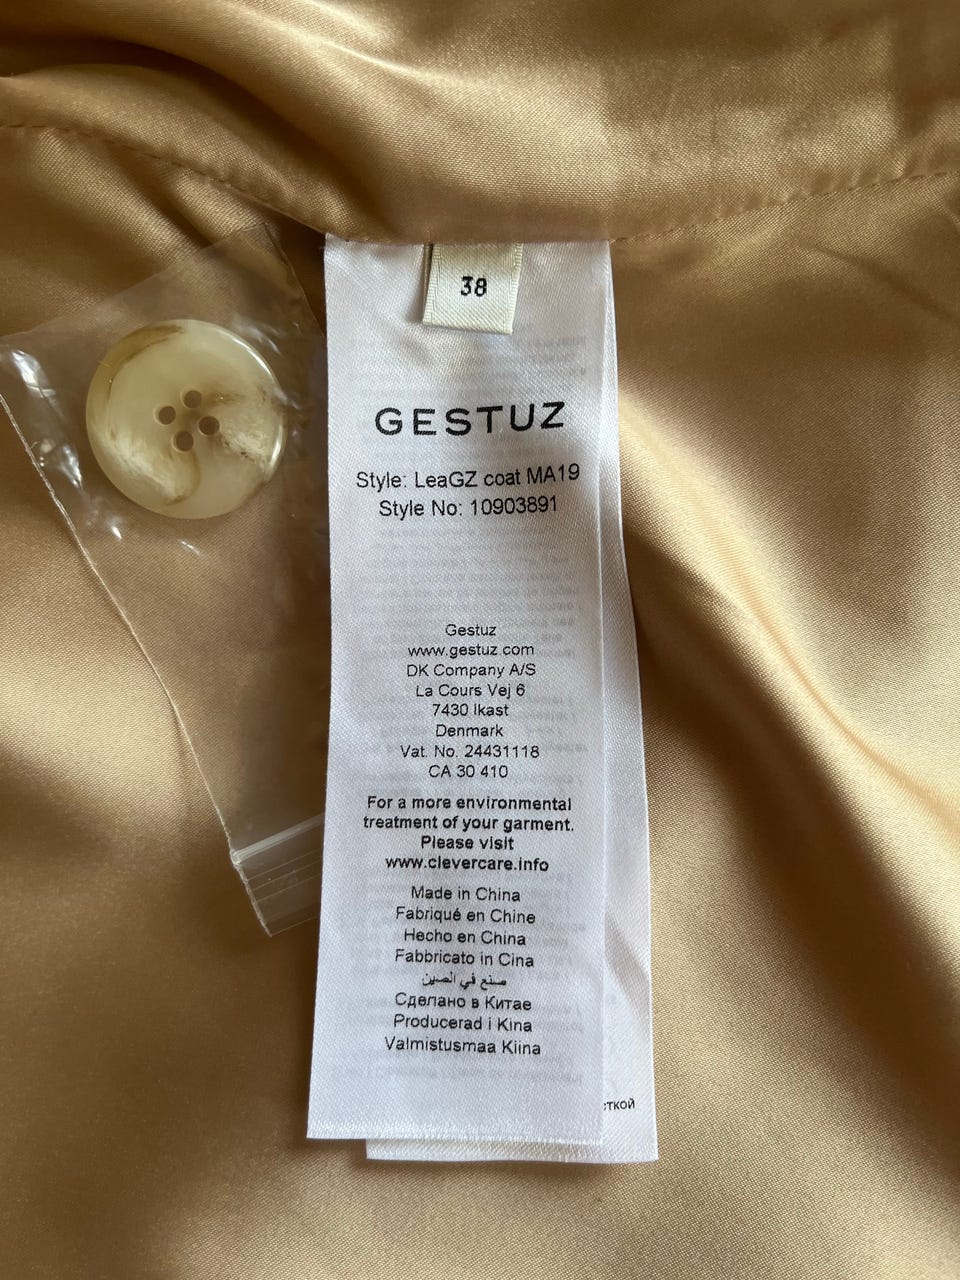 38
GESTUZ
Style: LeaGZ coat MA19
Style No: 10903891
Gestuz
www.gestuz.com
DK Company A/S
La Cours Vej 6
7430 Ikast
Denmark
Vat. No. 24431118
CA 30 410
For a more environmental
treatment of your garment.
Please visit
www.clevercare.info
Made in China
Fabriqué en Chine
Hecho en China
Fabbricato in Cina
صنع في الصين
Сделано в Китае
Producerad i Kina
Valmistusmaa Kiina